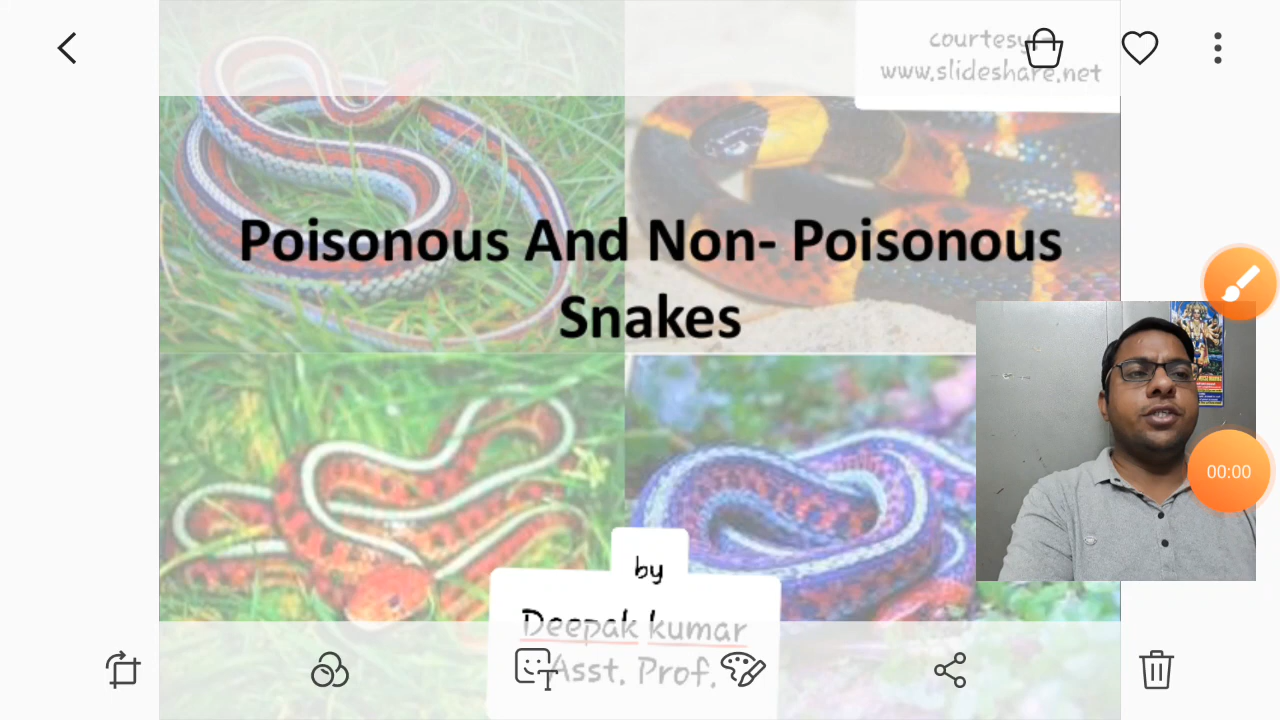 courtesy
www.slideshare.net
Poisonous And Non- Poisonous
Snakes
00:00
by
Deepak kumar
Asst. Prof.
T